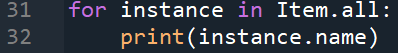 31 for instance in Item.all:
32     print(instance.name)